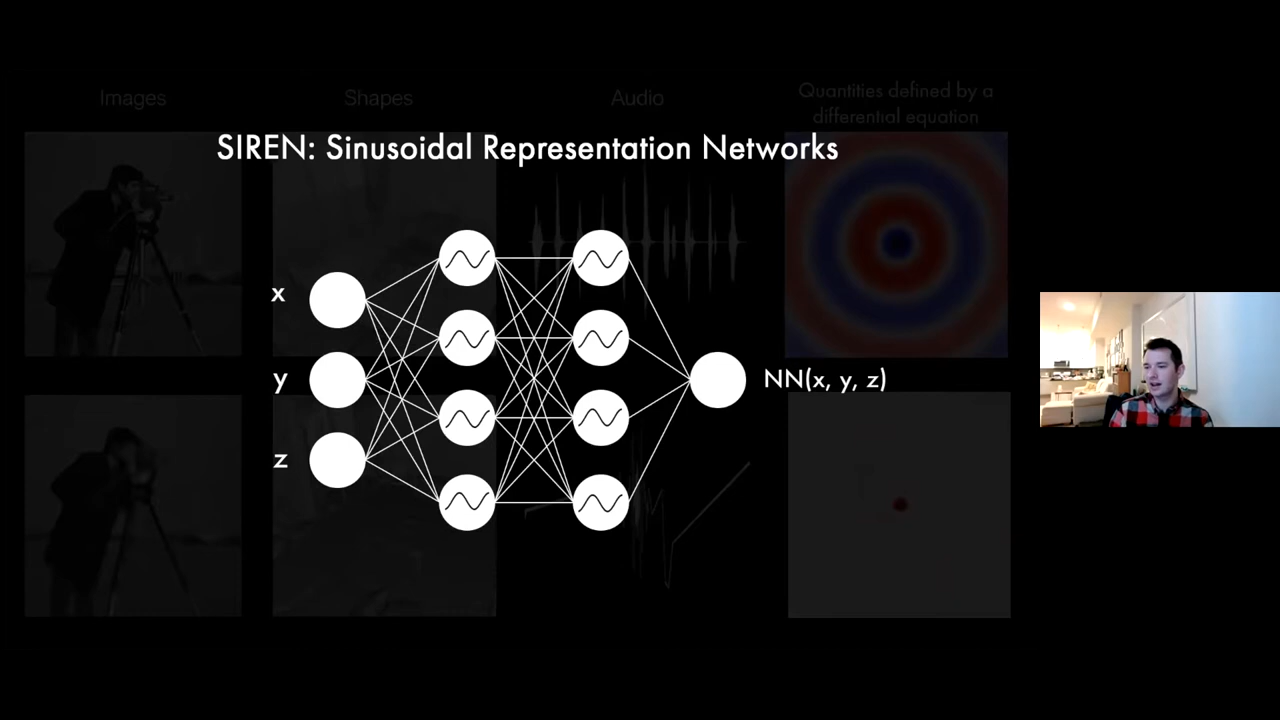 Images
Shapes
Audio
Quantities defined by a
differential equation
SIREN: Sinusoidal Representation Networks
x
y
z
NN(x, y, z)